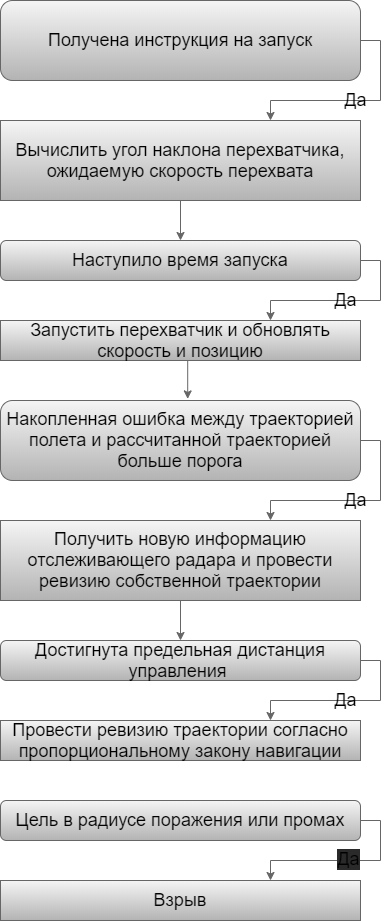 Получена инструкция на запуск
Да
Вычислить угол наклона перехватчика,
ожидаемую скорость перехвата
Наступило время запуска
Да
Запустить перехватчик и обновлять
скорость и позицию
Накопленная ошибка между траекторией
полета и рассчитанной траекторией
больше порога
Да
Получить новую информацию
отслеживающего радара и провести
ревизию собственной траектории
Достигнута предельная дистанция
управления
Да
Провести ревизию траектории согласно
пропорциональному закону навигации
Цель в радиусе поражения или промах
Да
Взрыв